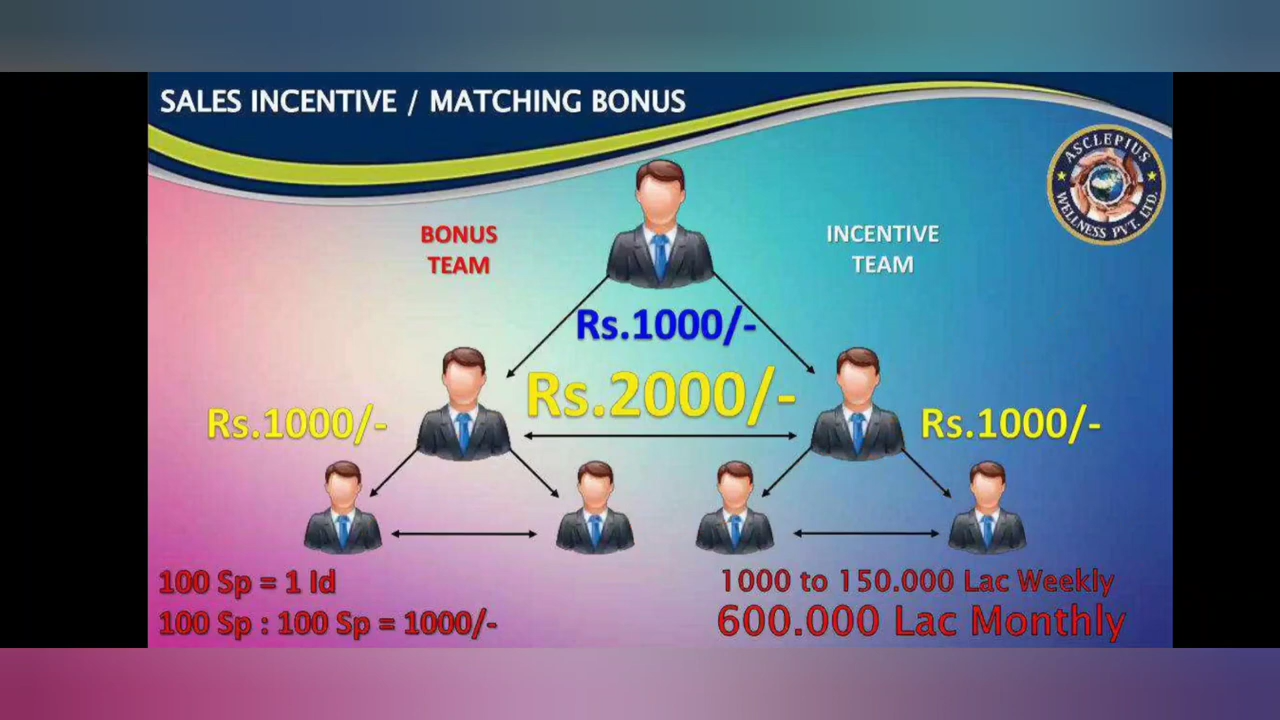 SALES INCENTIVE / MATCHING BONUS
ASCLEPIUS
WELLNESS PVT. LTD.
BONUS
TEAM
INCENTIVE
TEAM
Rs.1000/-
Rs.2000/-
Rs.1000/-
Rs.1000/-
100 Sp = 1 Id
100 Sp : 100 Sp = 1000/-
1000 to 150.000 Lac Weekly
600.000 Lac Monthly